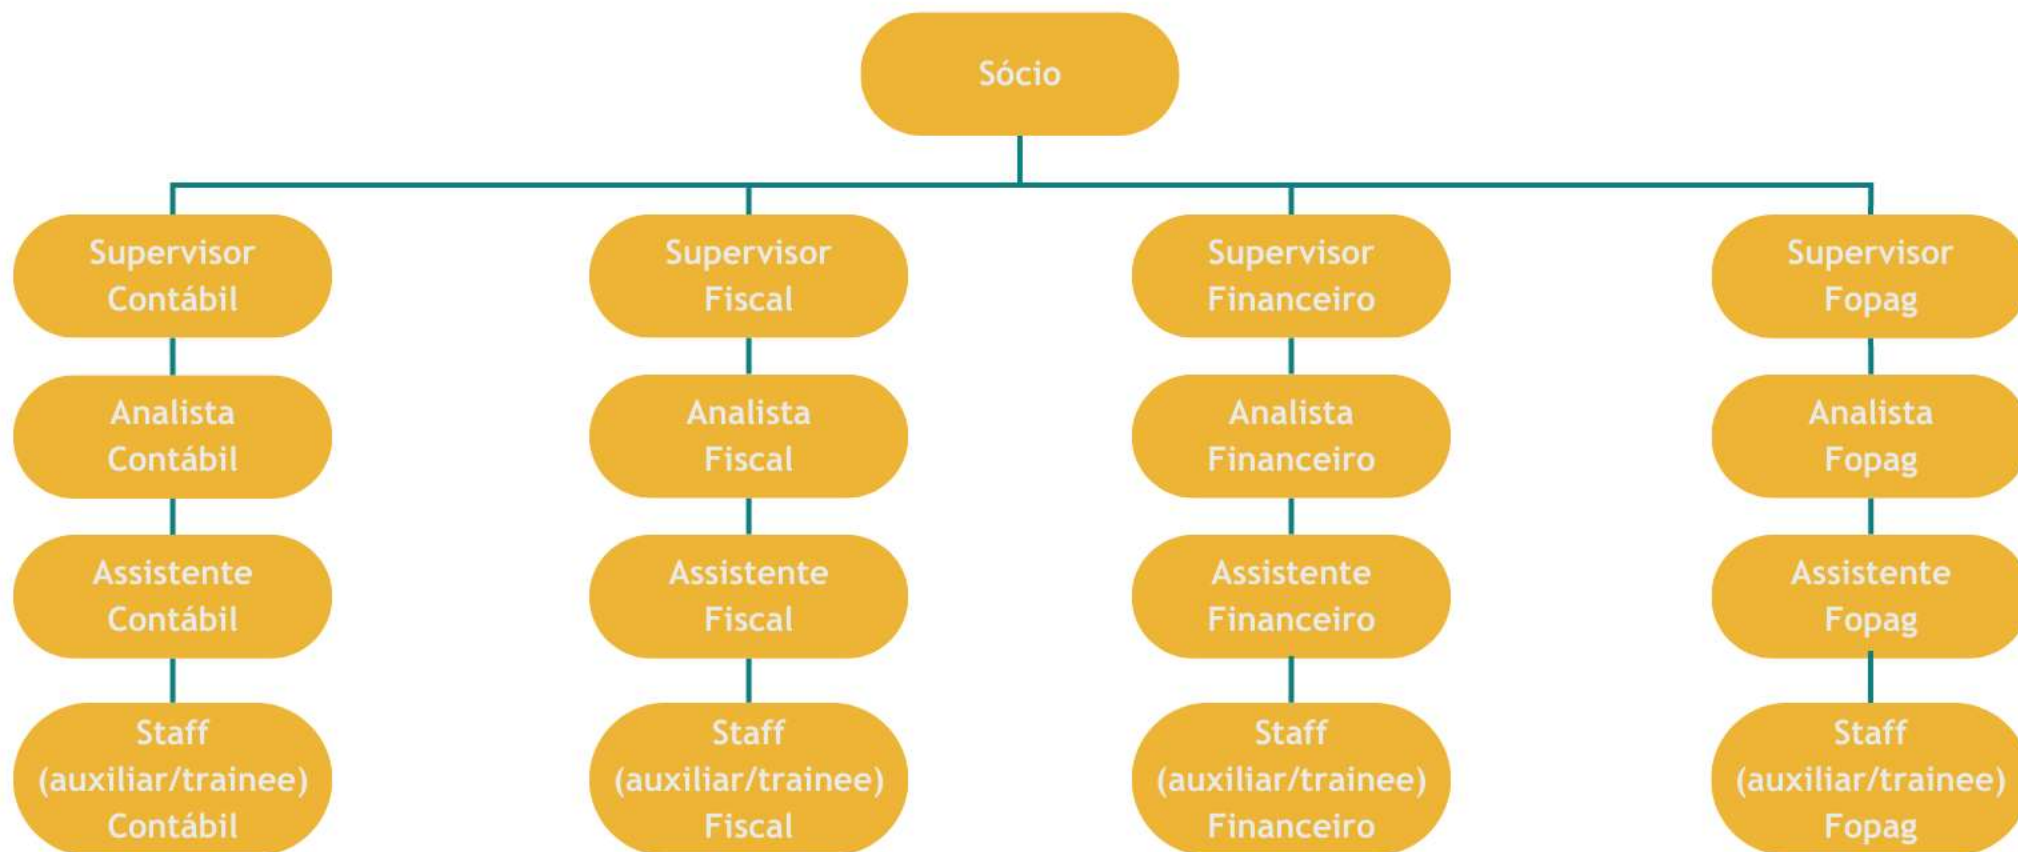 Sócio
Supervisor
Contábil
Supervisor
Fiscal
Supervisor
Financeiro
Supervisor
Fopag
Analista
Contábil
Analista
Fiscal
Analista
Financeiro
Analista
Fopag
Assistente
Contábil
Assistente
Fiscal
Assistente
Financeiro
Assistente
Fopag
Staff
(auxiliar/trainee)
Contábil
Staff
(auxiliar/trainee)
Fiscal
Staff
(auxiliar/trainee)
Financeiro
Staff
(auxiliar/trainee)
Fopag